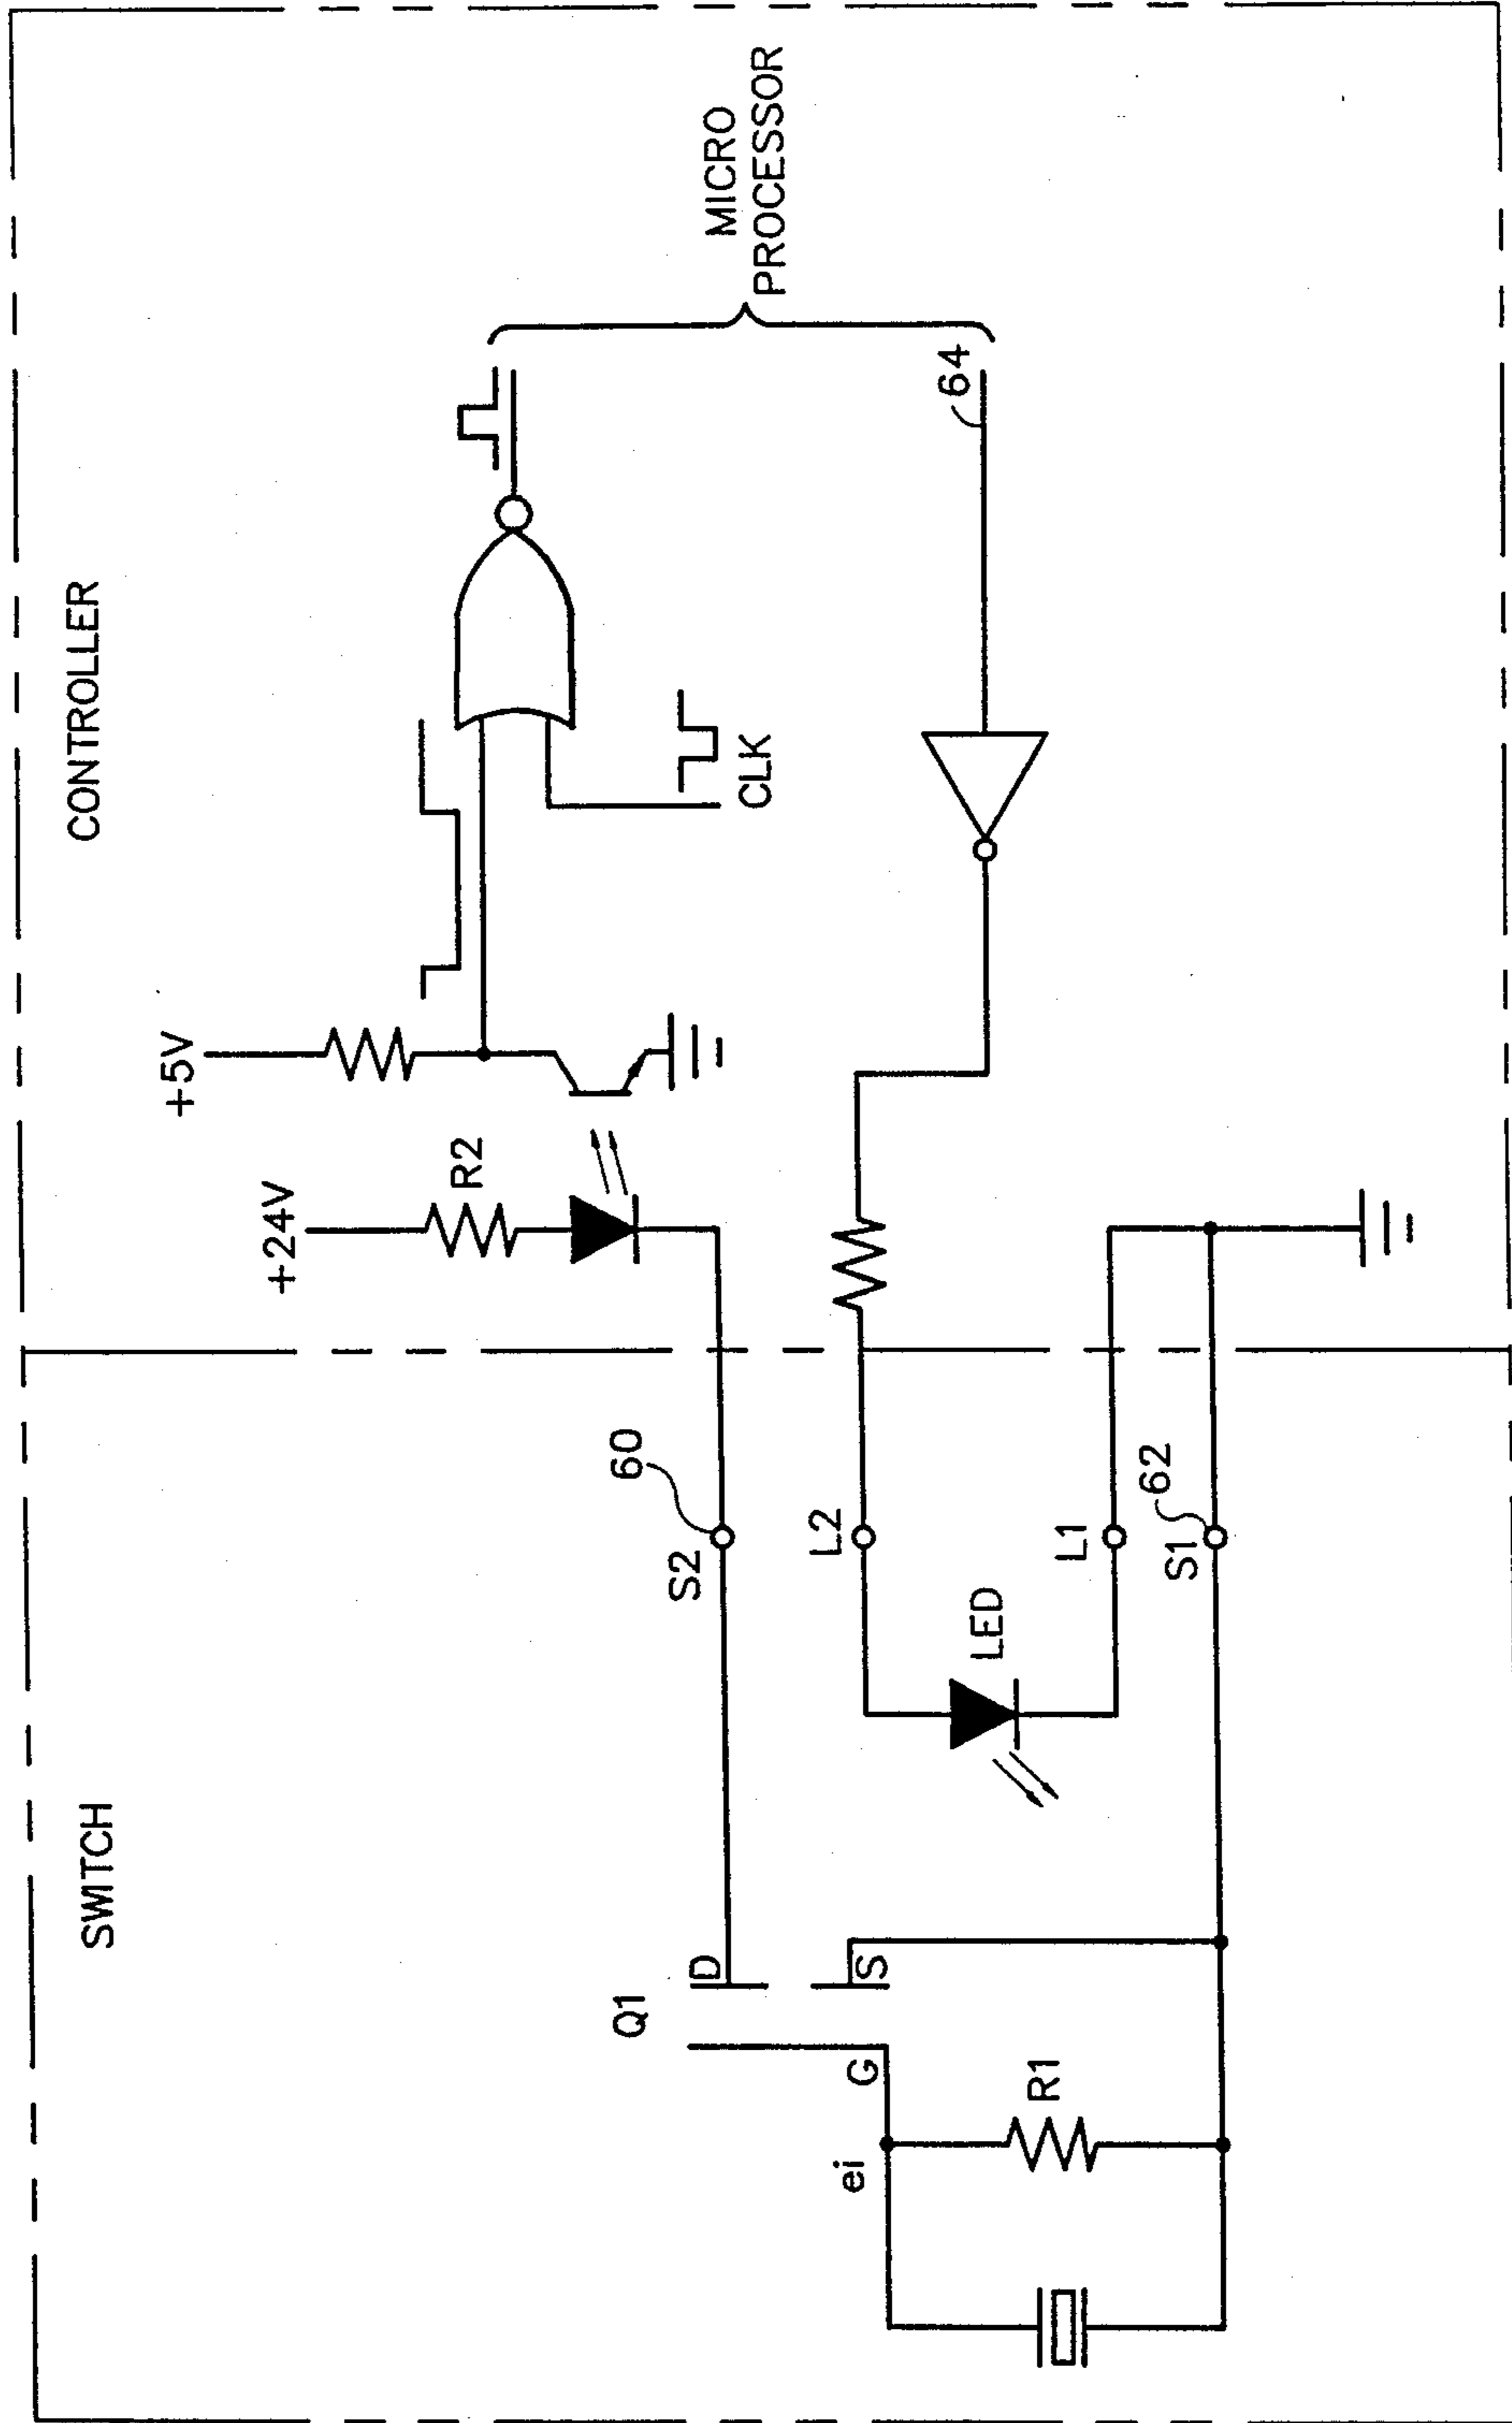 SWITCH
CONTROLLER
+5V
+24V
R2
Q1
D
S
G
ei
R1
S2
60
L2
LED
L1
S1
62
CLK
64
MICRO
PROCESSOR